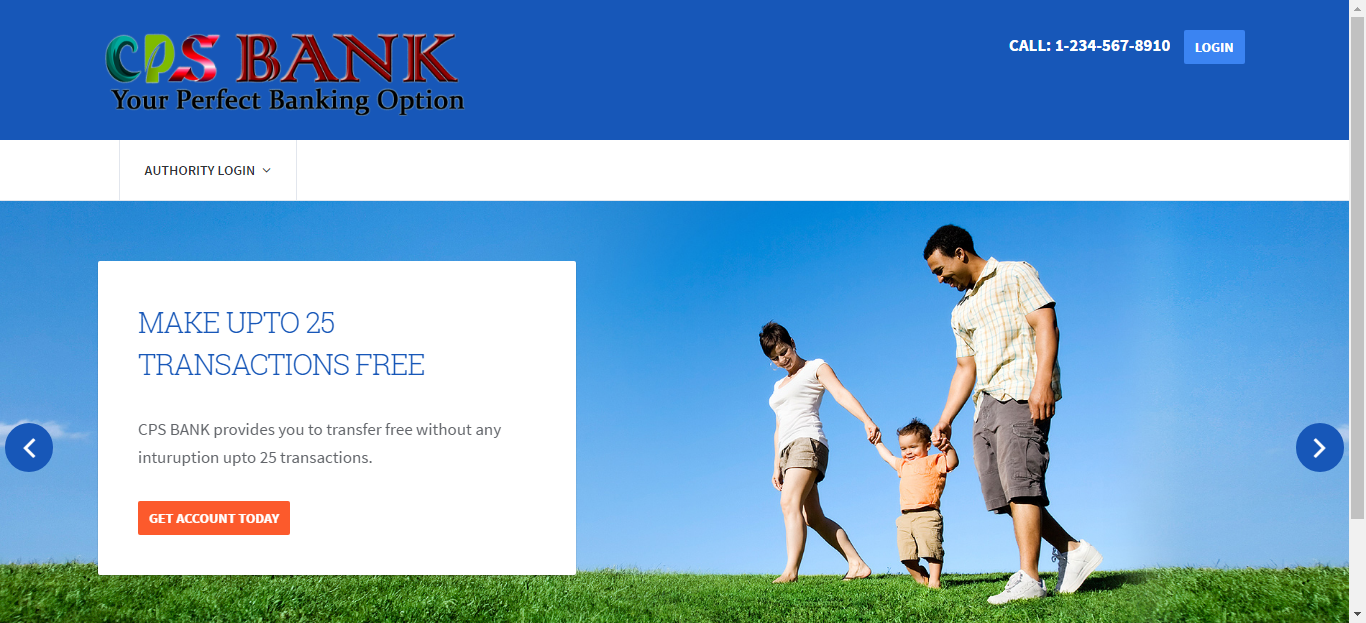 CPS BANK
Your Perfect Banking Option
CALL: 1-234-567-8910
LOGIN
AUTHORITY LOGIN
MAKE UPTO 25
TRANSACTIONS FREE
CPS BANK provides you to transfer free without any
inturuption upto 25 transactions.
GET ACCOUNT TODAY